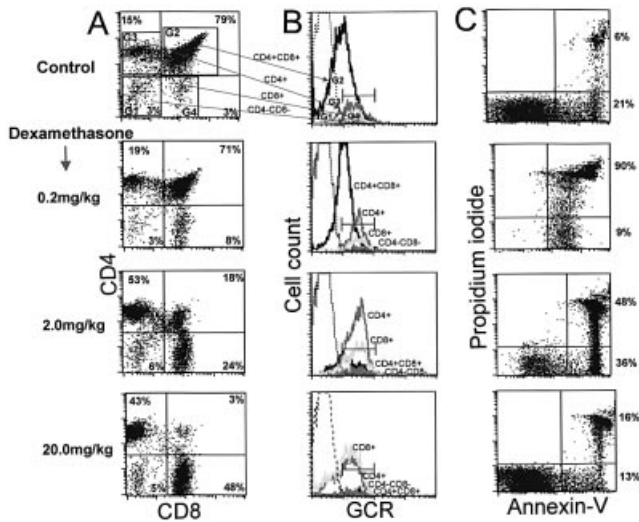 A
B
C
15%
79%
G3
G2
G1
3%
G4
3%
CD4+CD8+
CD4+
CD8+
CD4-CD8-
G2
6%
21%
Control
Dexamethasone
19%
71%
3%
8%
CD4+CD8+
CD4+
CD8+
CD4-CD8-
90%
9%
0.2mg/kg
53%
18%
6%
24%
CD4+
CD8+
CD4+CD8+
CD4-CD8-
48%
36%
2.0mg/kg
43%
3%
5%
48%
CD8+
CD4+
CD4-CD8-
CD4+CD8+
16%
13%
20.0mg/kg
CD4
Cell count
Propidium iodide
CD8
GCR
Annexin-V